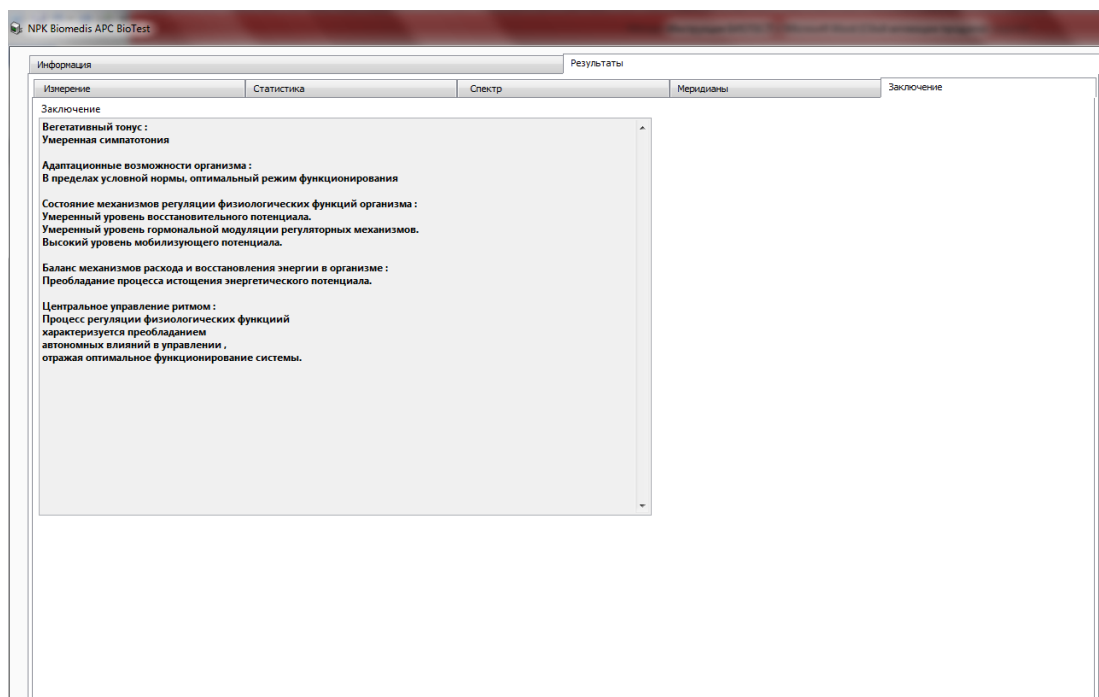 NPK Biomedis APC BioTest
Информация
Результаты
Измерение
Статистика
Спектр
Меридианы
Заключение
Заключение
Вегетативный тонус :
Умеренная симпатотония
Адаптационные возможности организма :
В пределах условной нормы, оптимальный режим функционирования
Состояние механизмов регуляции физиологических функций организма :
Умеренный уровень восстановительного потенциала.
Умеренный уровень гормональной модуляции регуляторных механизмов.
Высокий уровень мобилизующего потенциала.
Баланс механизмов расхода и восстановления энергии в организме :
Преобладание процесса истощения энергетического потенциала.
Центральное управление ритмом :
Процесс регуляции физиологических функциий
характеризуется преобладанием
автономных влияний в управлении ,
отражая оптимальное функционирование системы.